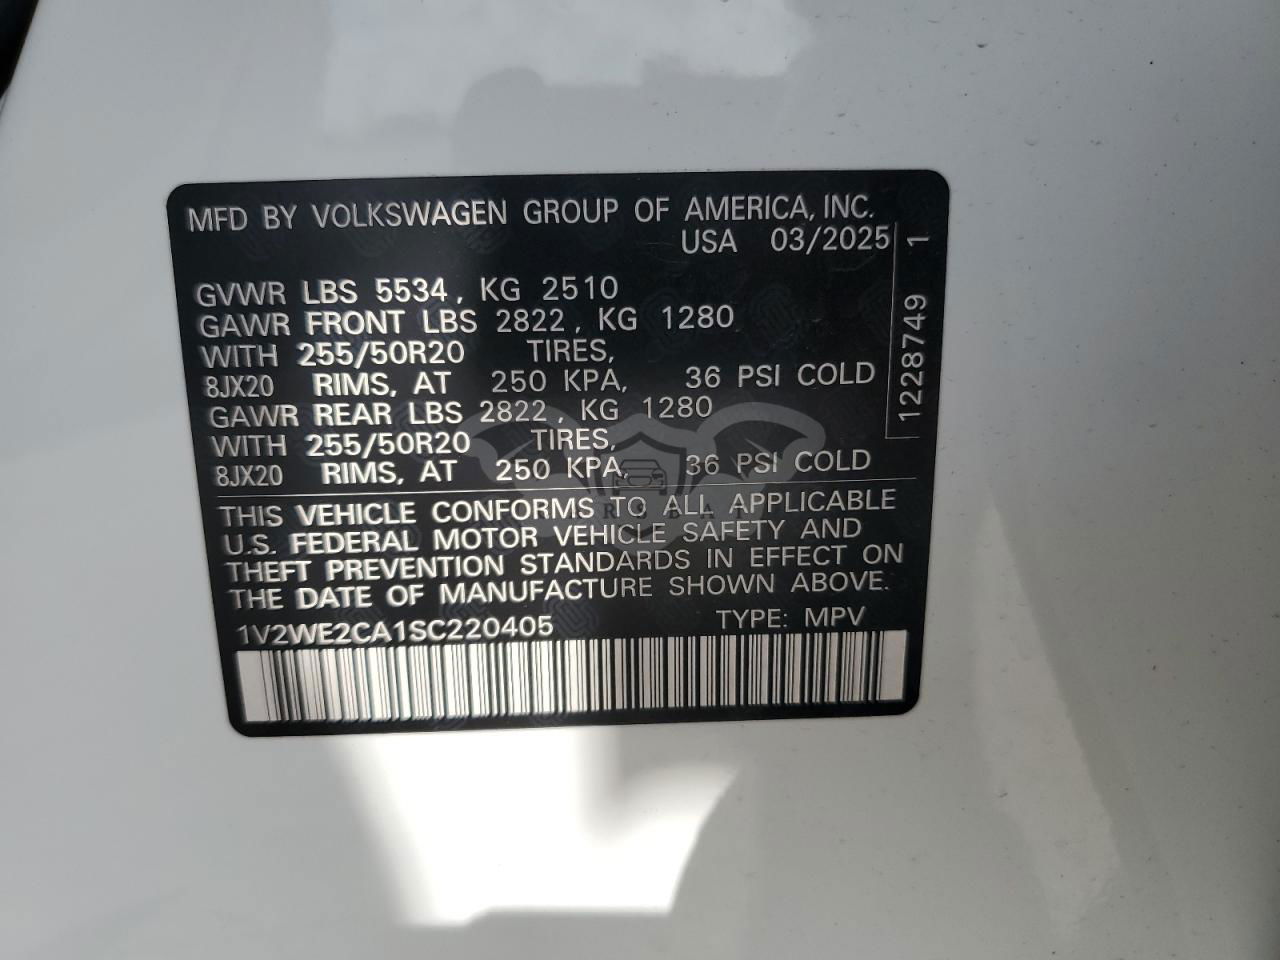 MFD BY VOLKSWAGEN GROUP OF AMERICA, INC.
USA 03/2025
GVWR LBS 5534, KG 2510
GAWR FRONT LBS 2822, KG 1280
WITH 255/50R20 TIRES,
8JX20 RIMS, AT 250 KPA, 36 PSI COLD
GAWR REAR LBS 2822, KG 1280
WITH 255/50R20 TIRES,
8JX20 RIMS, AT 250 KPA, 36 PSI COLD
THIS VEHICLE CONFORMS TO ALL APPLICABLE
U.S. FEDERAL MOTOR VEHICLE SAFETY AND
THEFT PREVENTION STANDARDS IN EFFECT ON
THE DATE OF MANUFACTURE SHOWN ABOVE.
1V2WE2CA1SC220405 TYPE: MPV
1228749 1